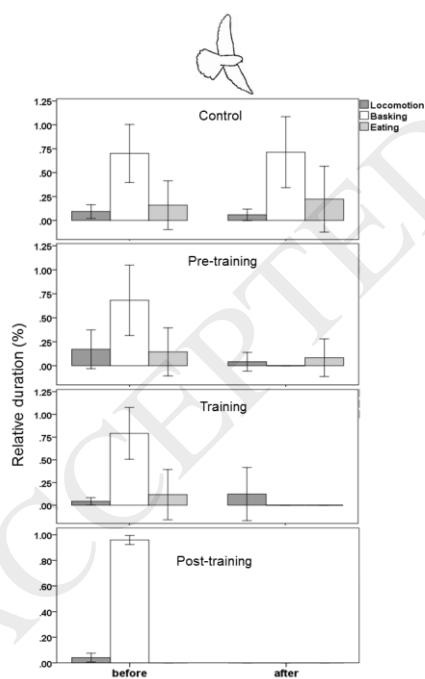 1.25
1.00
.75
.50
.25
.00
Control
Locomotion
Basking
Eating
1.25
1.00
.75
.50
.25
.00
Pre-training
Relative duration (%)
1.25
1.00
.75
.50
.25
.00
Training
1.00
.80
.60
.40
.20
.00
Post-training
before after
ACCEPTED